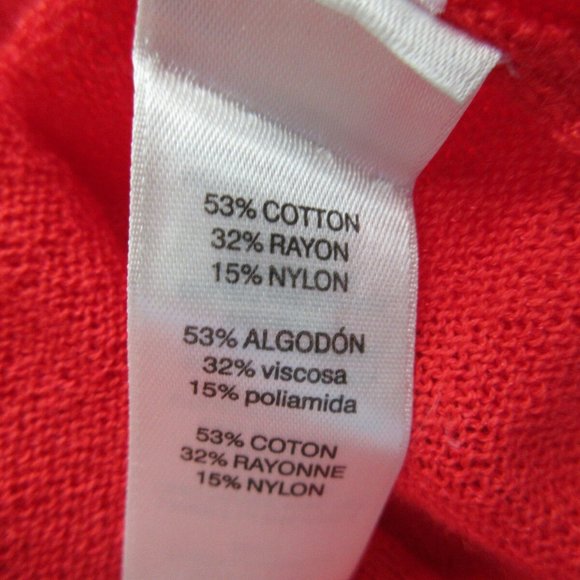 53% COTTON
32% RAYON
15% NYLON
53% ALGODÓN
32% viscosa
15% poliamida
53% COTON
32% RAYONNE
15% NYLON